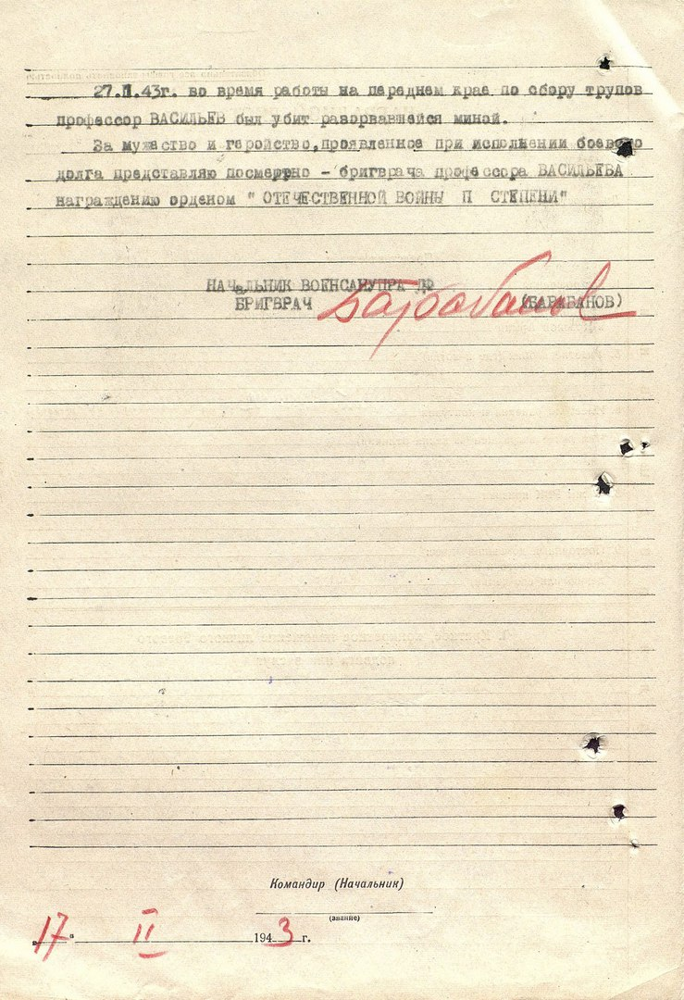 27.II.43г. во время работы на переднем крае по сбору трупов
профессор ВАСИЛЬЕВ был убит разорвавшейся миной.
За мужество и геройство, проявленное при исполнении боевого
долга представляю посмертно - бригврача профессора ВАСИЛЬЕВА
награждению орденом " ОТЕЧЕСТВЕННОЙ ВОЙНЫ П СТЕПЕНИ"
НАЧАЛЬНИК ВОЕНСАНУПРА ДФ
БРИГВРАЧ Барабанов (БАРАБАНОВ)
Командир (Начальник)
(звание)
„17" II 1943 г.